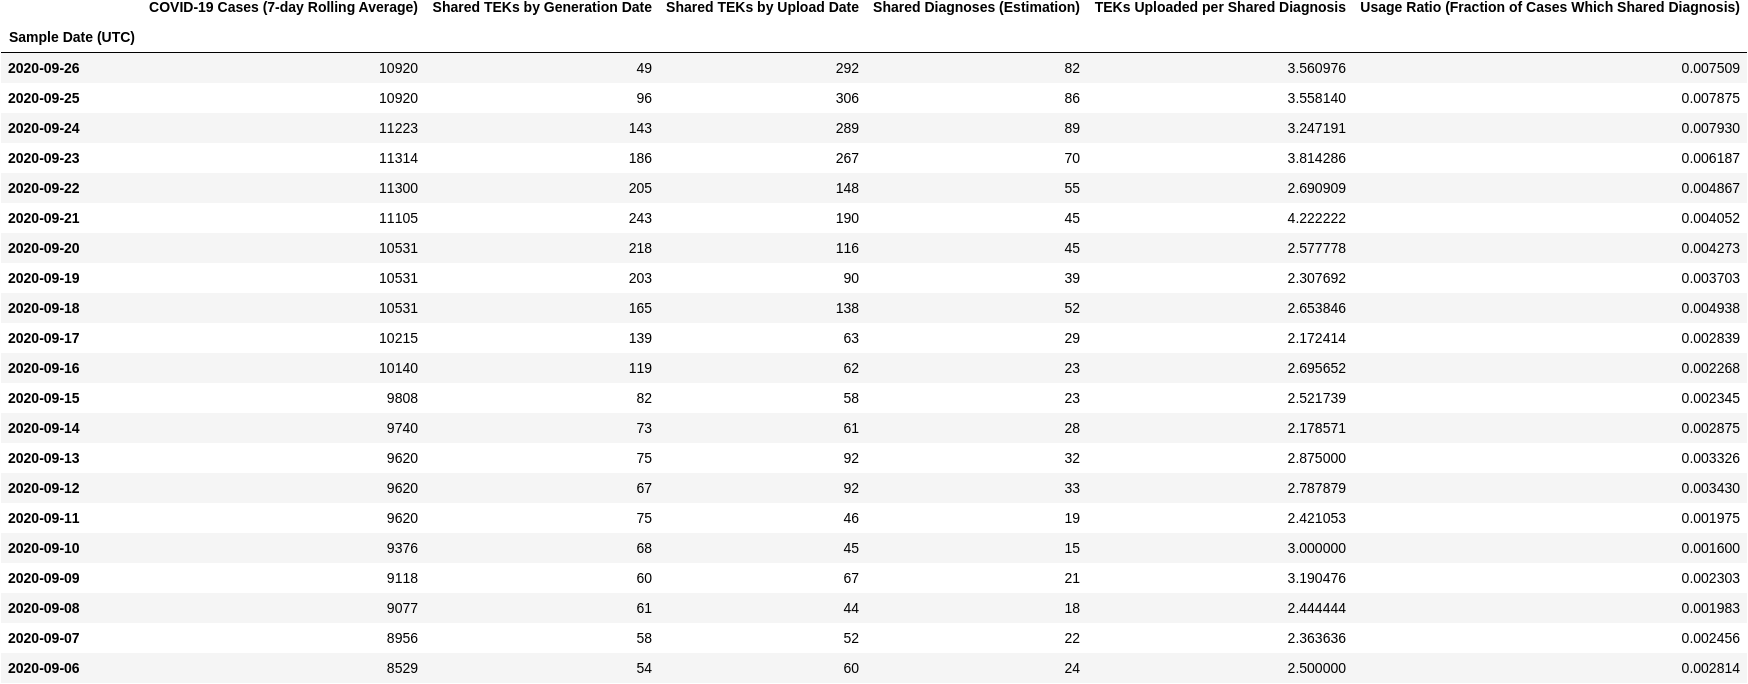 COVID-19 Cases (7-day Rolling Average) Shared TEKs by Generation Date Shared TEKs by Upload Date Shared Diagnoses (Estimation) TEKs Uploaded per Shared Diagnosis Usage Ratio (Fraction of Cases Which Shared Diagnosis)
Sample Date (UTC)
2020-09-26 10920 49 292 82 3.560976 0.007509
2020-09-25 10920 96 306 86 3.558140 0.007875
2020-09-24 11223 143 289 89 3.247191 0.007930
2020-09-23 11314 186 267 70 3.814286 0.006187
2020-09-22 11300 205 148 55 2.690909 0.004867
2020-09-21 11105 243 190 45 4.222222 0.004052
2020-09-20 10531 218 116 45 2.577778 0.004273
2020-09-19 10531 203 90 39 2.307692 0.003703
2020-09-18 10531 165 138 52 2.653846 0.004938
2020-09-17 10215 139 63 29 2.172414 0.002839
2020-09-16 10140 119 62 23 2.695652 0.002268
2020-09-15 9808 82 58 23 2.521739 0.002345
2020-09-14 9740 73 61 28 2.178571 0.002875
2020-09-13 9620 75 92 32 2.875000 0.003326
2020-09-12 9620 67 92 33 2.787879 0.003430
2020-09-11 9620 75 46 19 2.421053 0.001975
2020-09-10 9376 68 45 15 3.000000 0.001600
2020-09-09 9118 60 67 21 3.190476 0.002303
2020-09-08 9077 61 44 18 2.444444 0.001983
2020-09-07 8956 58 52 22 2.363636 0.002456
2020-09-06 8529 54 60 24 2.500000 0.002814